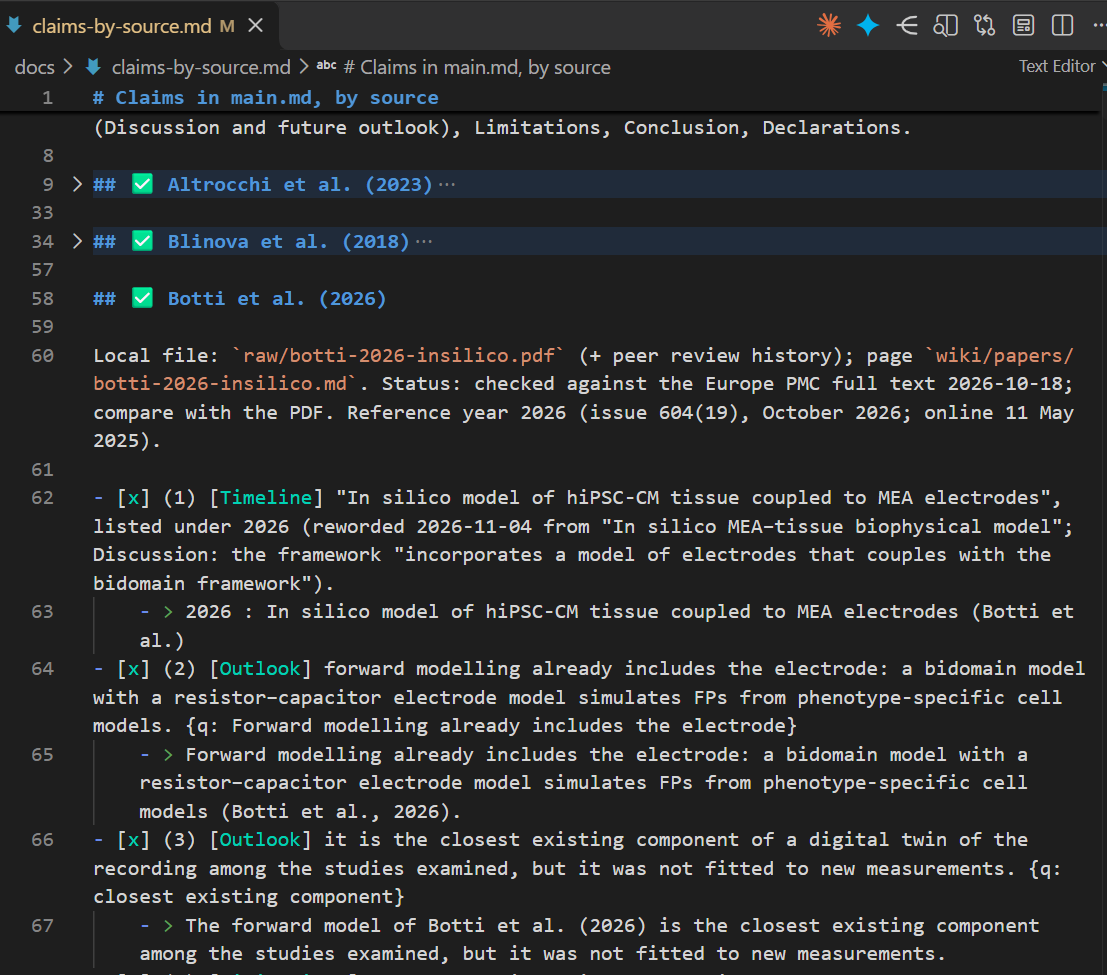 claims-by-source.md M
docs > claims-by-source.md > abc # Claims in main.md, by source
Text Editor
1 # Claims in main.md, by source
(Discussion and future outlook), Limitations, Conclusion, Declarations.
8
9 ## ✅ Altrocchi et al. (2023)···
33
34 ## ✅ Blinova et al. (2018)···
57
58 ## ✅ Botti et al. (2026)
59
60 Local file: `raw/botti-2026-insilico.pdf` (+ peer review history); page `wiki/papers/
botti-2026-insilico.md`. Status: checked against the Europe PMC full text 2026-10-18;
compare with the PDF. Reference year 2026 (issue 604(19), October 2026; online 11 May
2025).
61
62 - [x] (1) [Timeline] "In silico model of hiPSC-CM tissue coupled to MEA electrodes",
listed under 2026 (reworded 2026-11-04 from "In silico MEA–tissue biophysical model";
Discussion: the framework "incorporates a model of electrodes that couples with the
bidomain framework").
63 - > 2026 : In silico model of hiPSC-CM tissue coupled to MEA electrodes (Botti et
al.)
64 - [x] (2) [Outlook] forward modelling already includes the electrode: a bidomain model
with a resistor–capacitor electrode model simulates FPs from phenotype-specific cell
models. {q: Forward modelling already includes the electrode}
65 - > Forward modelling already includes the electrode: a bidomain model with a
resistor–capacitor electrode model simulates FPs from phenotype-specific cell
models (Botti et al., 2026).
66 - [x] (3) [Outlook] it is the closest existing component of a digital twin of the
recording among the studies examined, but it was not fitted to new measurements. {q:
closest existing component}
67 - > The forward model of Botti et al. (2026) is the closest existing component
among the studies examined, but it was not fitted to new measurements.